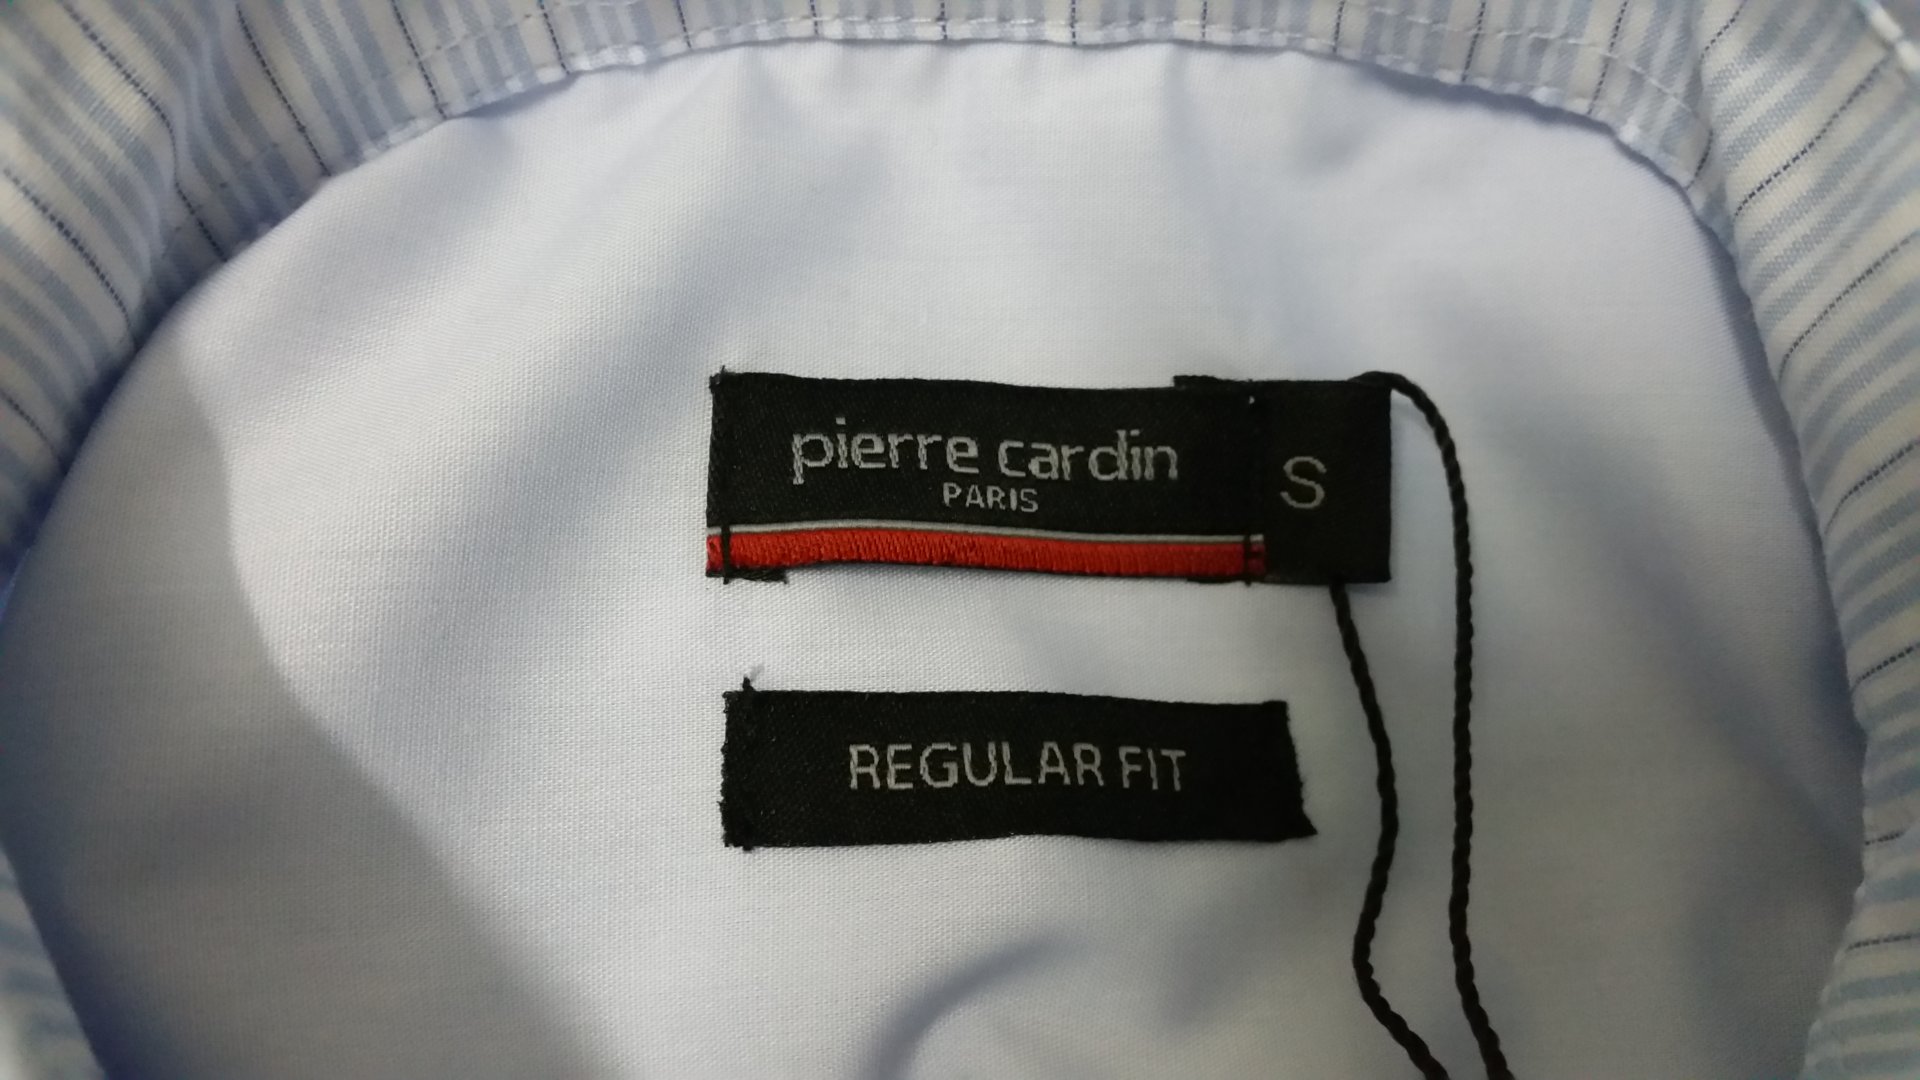 pierre cardin
PARIS
S
REGULAR FIT